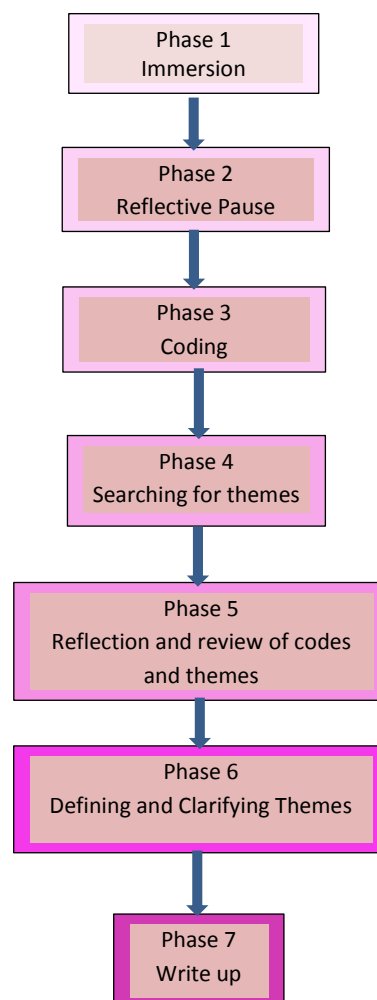 Phase 1
Immersion
Phase 2
Reflective Pause
Phase 3
Coding
Phase 4
Searching for themes
Phase 5
Reflection and review of codes
and themes
Phase 6
Defining and Clarifying Themes
Phase 7
Write up